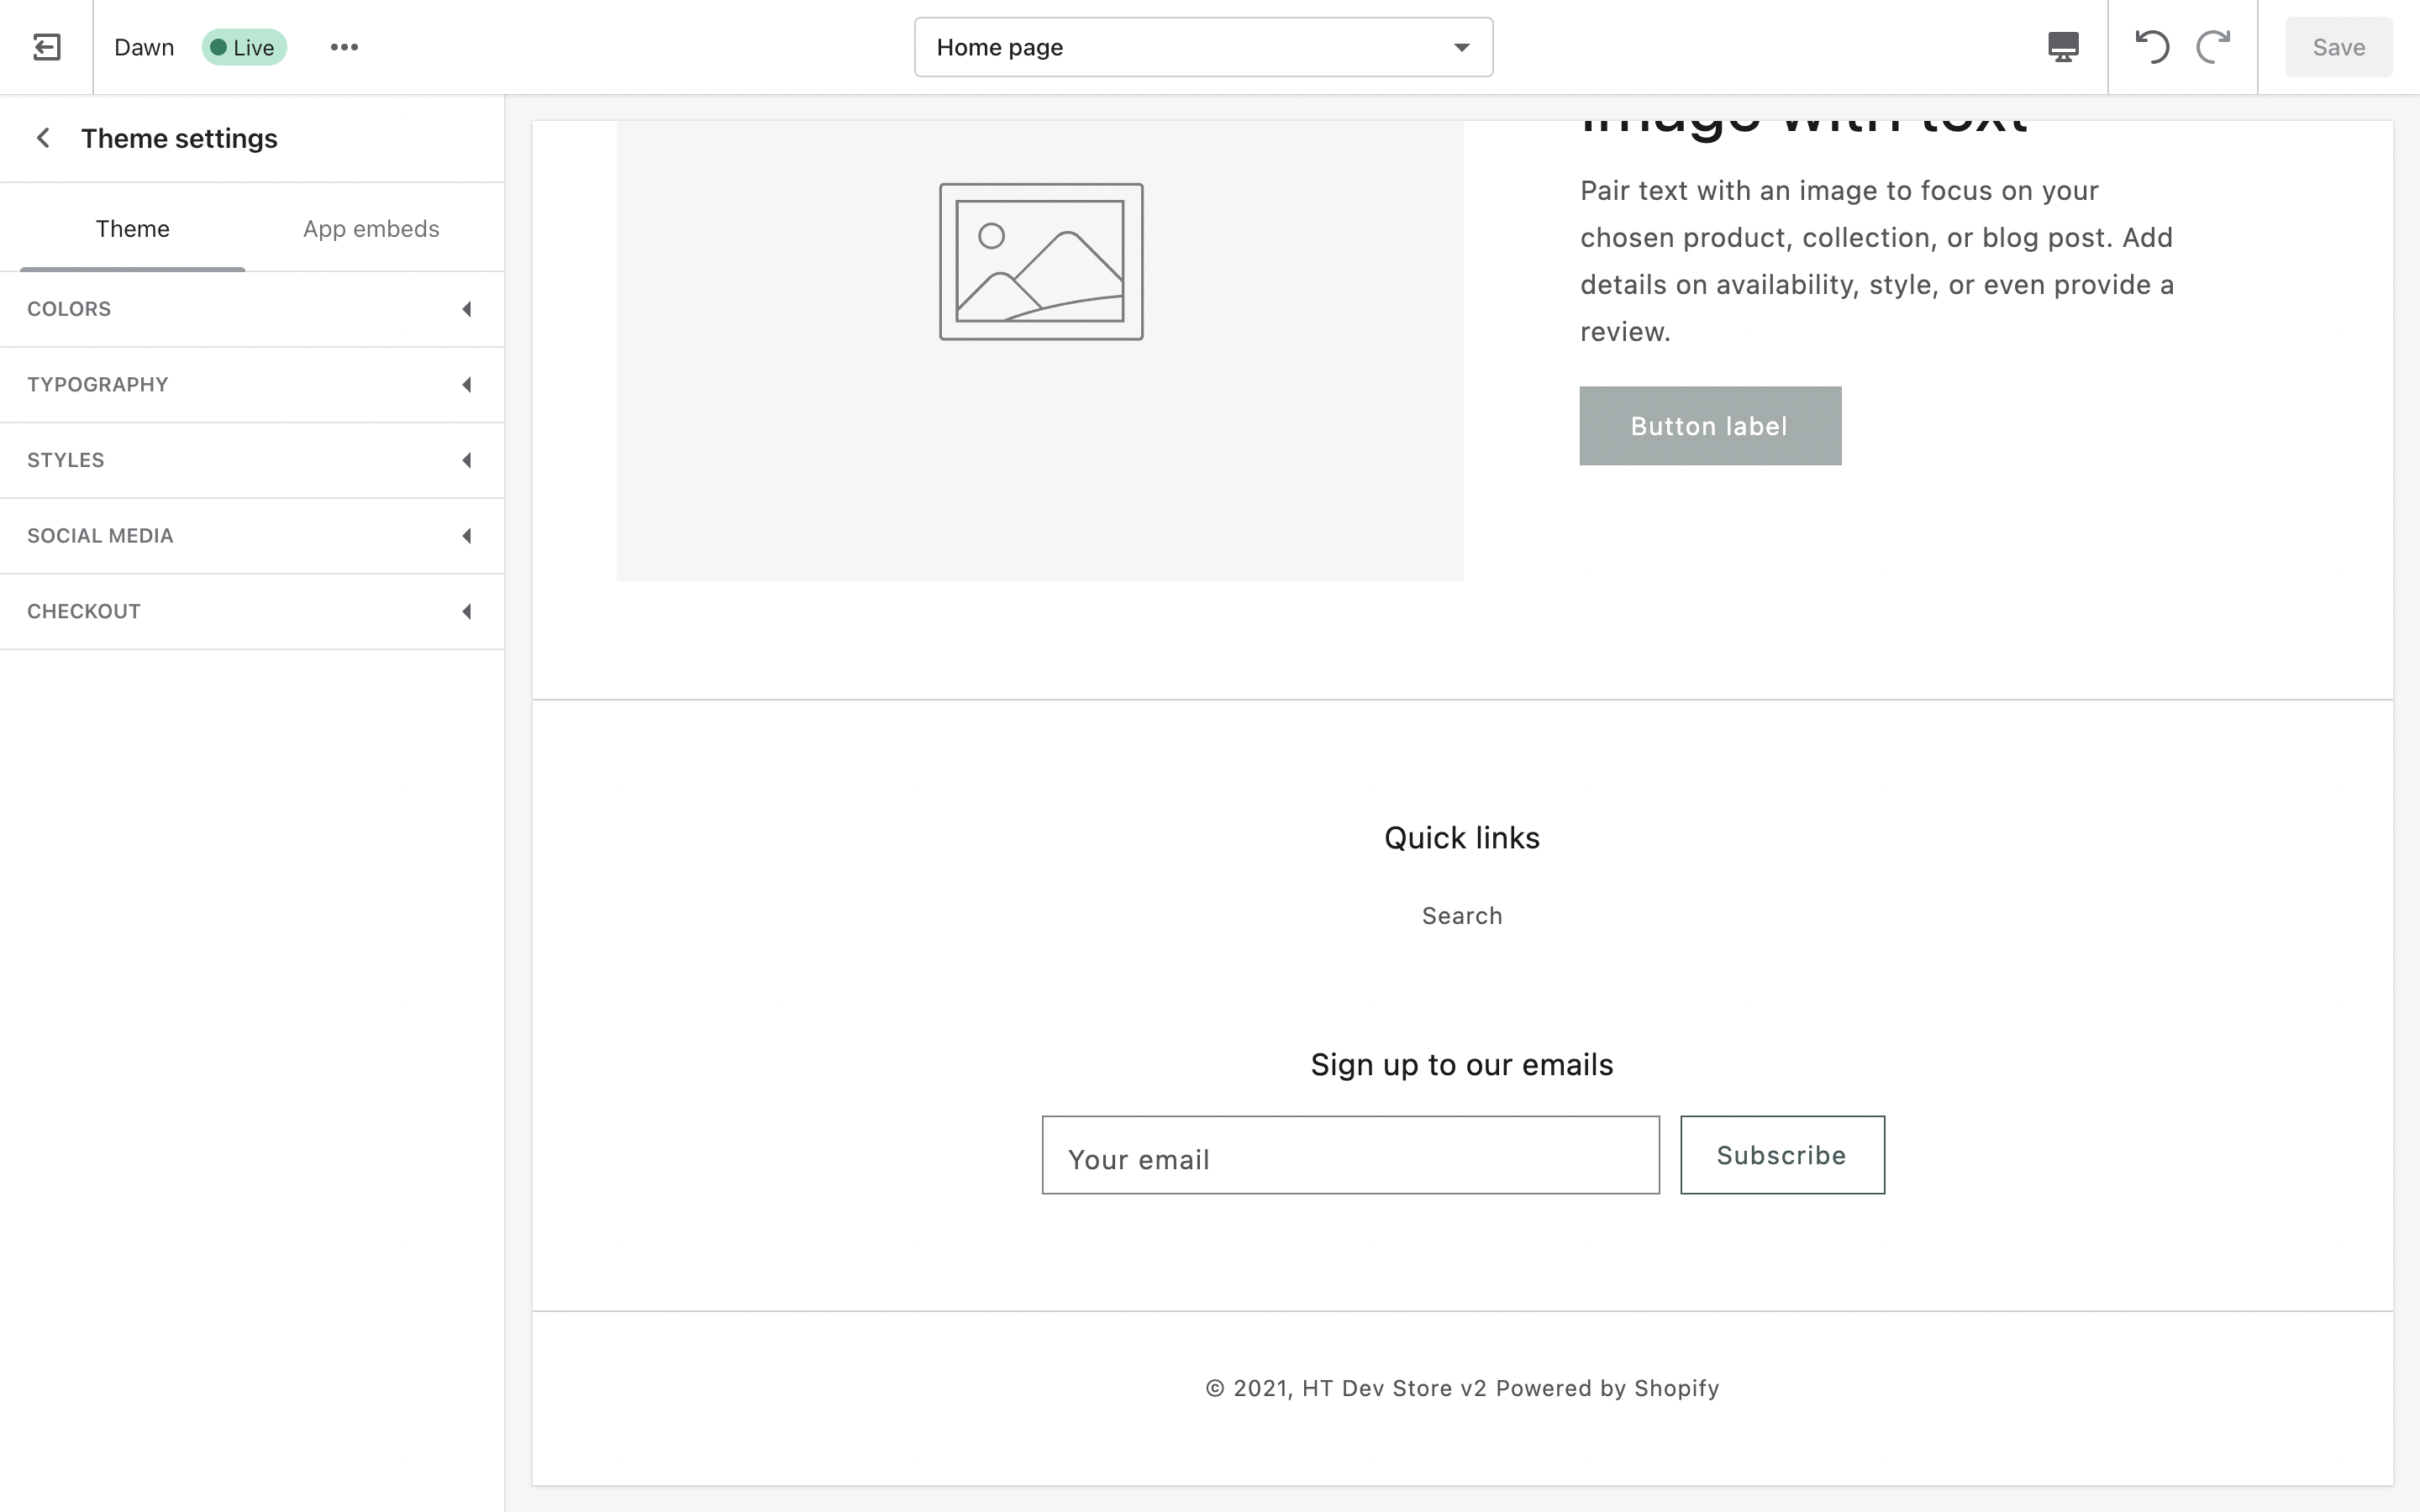 Dawn
Live
Home page
Save
Theme settings
Theme
App embeds
COLORS
TYPOGRAPHY
STYLES
SOCIAL MEDIA
CHECKOUT
Image with text
Pair text with an image to focus on your
chosen product, collection, or blog post. Add
details on availability, style, or even provide a
review.
Button label
Quick links
Search
Sign up to our emails
Your email
Subscribe
© 2021, HT Dev Store v2 Powered by Shopify